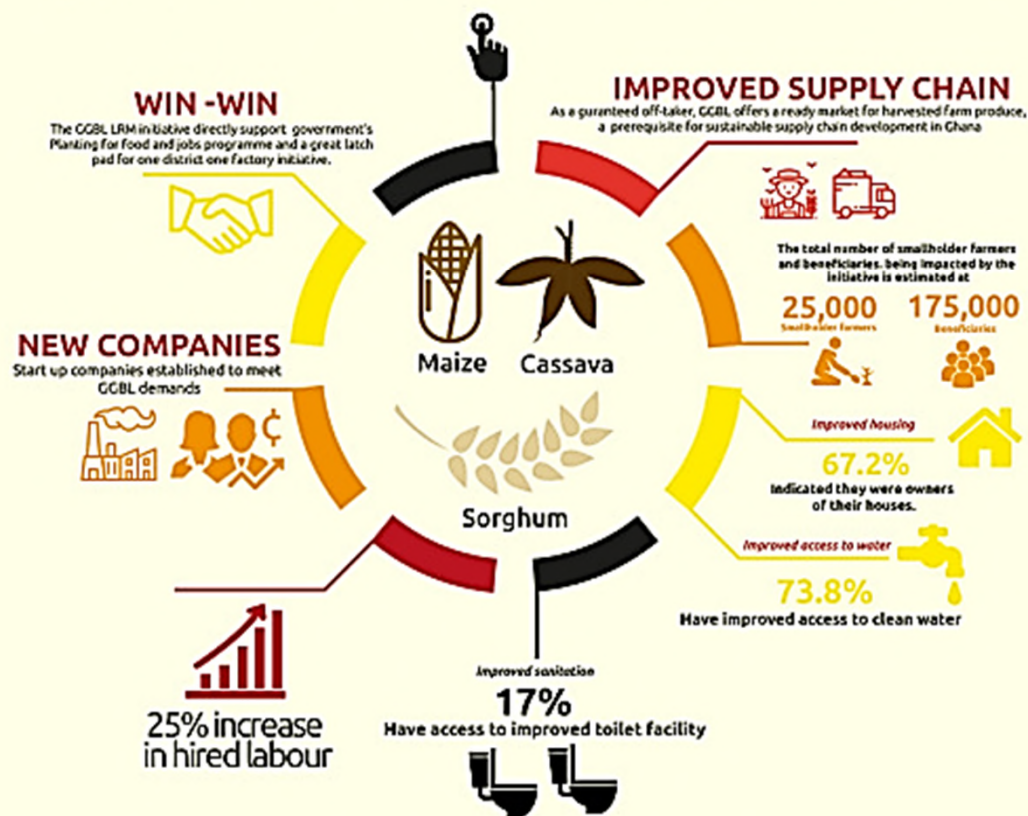 WIN -WIN
The GGBL LRM initiative directly support government's
Planting for food and jobs programme and a great latch
pad for one district one factory initiative.
IMPROVED SUPPLY CHAIN
As a guranteed off-taker, GGBL offers a ready market for harvested farm produce,
a prerequisite for sustainable supply chain development in Ghana
The total number of smallholder farmers
and beneficiaries. being impacted by the
initiative is estimated at
25,000
Smallholder farmers
175,000
Beneficiaries
NEW COMPANIES
Start up companies established to meet
GGBL demands
Maize
Cassava
Sorghum
Improved housing
67.2%
Indicated they were owners
of their houses.
Improved access to water
73.8%
Have improved access to clean water
25% increase
in hired labour
Improved sanitation
17%
Have access to improved toilet facility